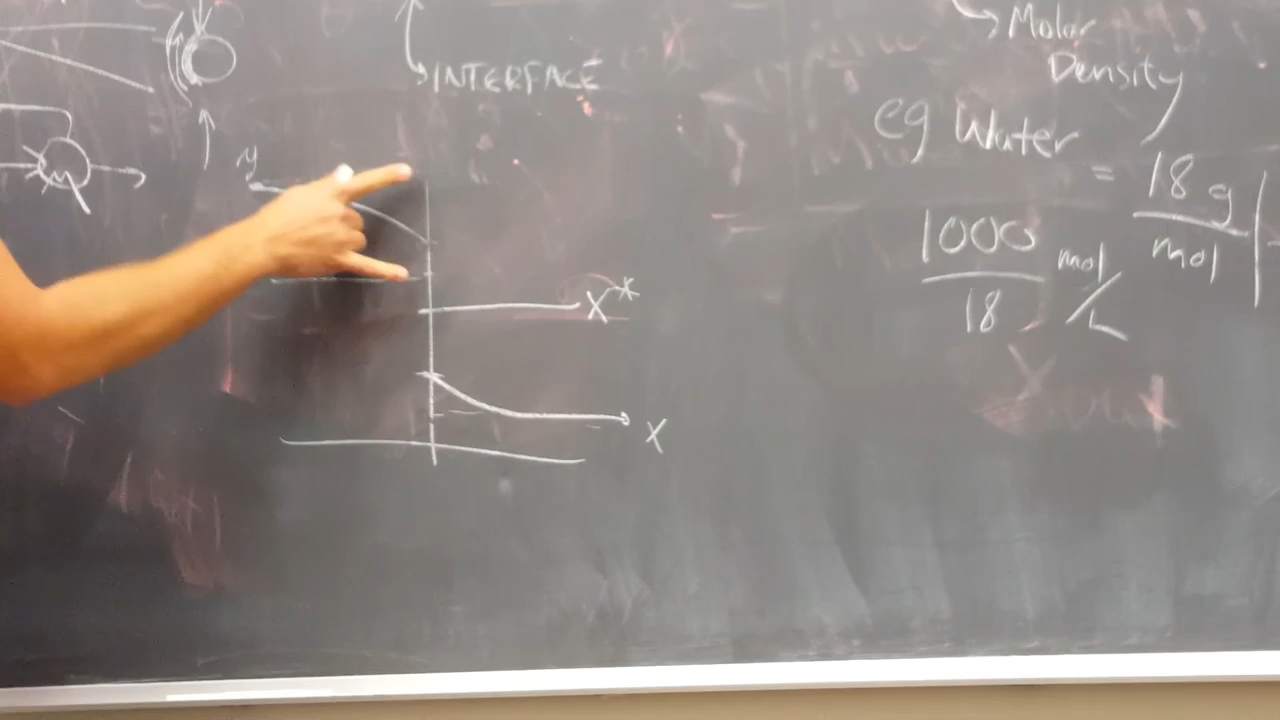 INTERFACE
y
X*
X
Molar
Density
eg Water
= 18 g
mol
1000
18
mol/L